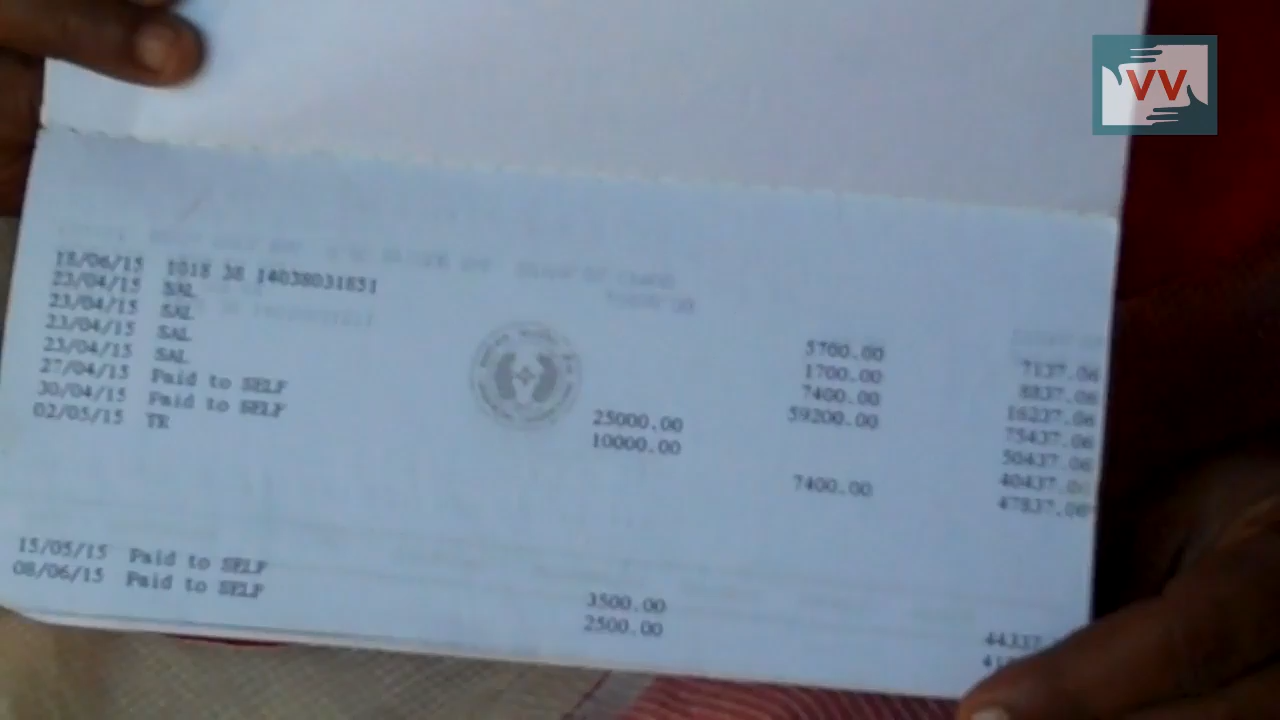 VV
18/06/15 1018 38 14038031651
23/04/15 SAL 5700.00 7137.06
23/04/15 SAL 1700.00 8837.06
23/04/15 SAL 7400.00 16237.06
23/04/15 SAL 59200.00 75437.06
27/04/15 Paid to SELF 25000.00 50437.06
30/04/15 Paid to SELF 10000.00 40437.06
02/05/15 TR 7400.00 47837.06
15/05/15 Paid to SELF 3500.00
08/06/15 Paid to SELF 2500.00